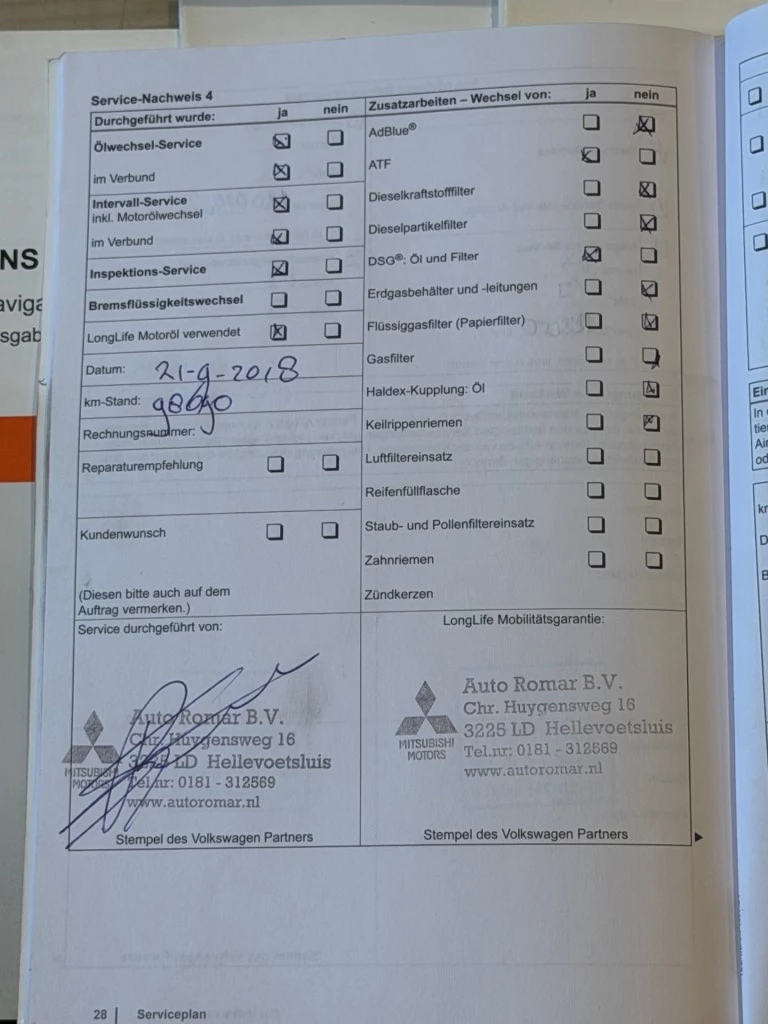 Service-Nachweis 4
Durchgeführt wurde: ja nein
Ölwechsel-Service
im Verbund
Intervall-Service
inkl. Motorölwechsel
im Verbund
Inspektions-Service
Bremsflüssigkeitswechsel
LongLife Motoröl verwendet
Datum: 21-9-2018
km-Stand:
Rechnungsnummer:
Reparaturempfehlung
Kundenwunsch
(Diesen bitte auch auf dem
Auftrag vermerken.)
Zusatzarbeiten – Wechsel von: ja nein
AdBlue®
ATF
Dieselkraftstofffilter
Dieselpartikelfilter
DSG®: Öl und Filter
Erdgasbehälter und -leitungen
Flüssiggasfilter (Papierfilter)
Gasfilter
Haldex-Kupplung: Öl
Keilrippenriemen
Luftfiltereinsatz
Reifenfüllflasche
Staub- und Pollenfiltereinsatz
Zahnriemen
Zündkerzen
Service durchgeführt von:
Auto Romar B.V.
Chr. Huygensweg 16
3225 LD Hellevoetsluis
Tel.nr: 0181 - 312569
www.autoromar.nl
MITSUBISHI
MOTORS
Stempel des Volkswagen Partners
LongLife Mobilitätsgarantie:
Auto Romar B.V.
Chr. Huygensweg 16
3225 LD Hellevoetsluis
Tel.nr: 0181 - 312569
www.autoromar.nl
MITSUBISHI
MOTORS
Stempel des Volkswagen Partners
28 Serviceplan